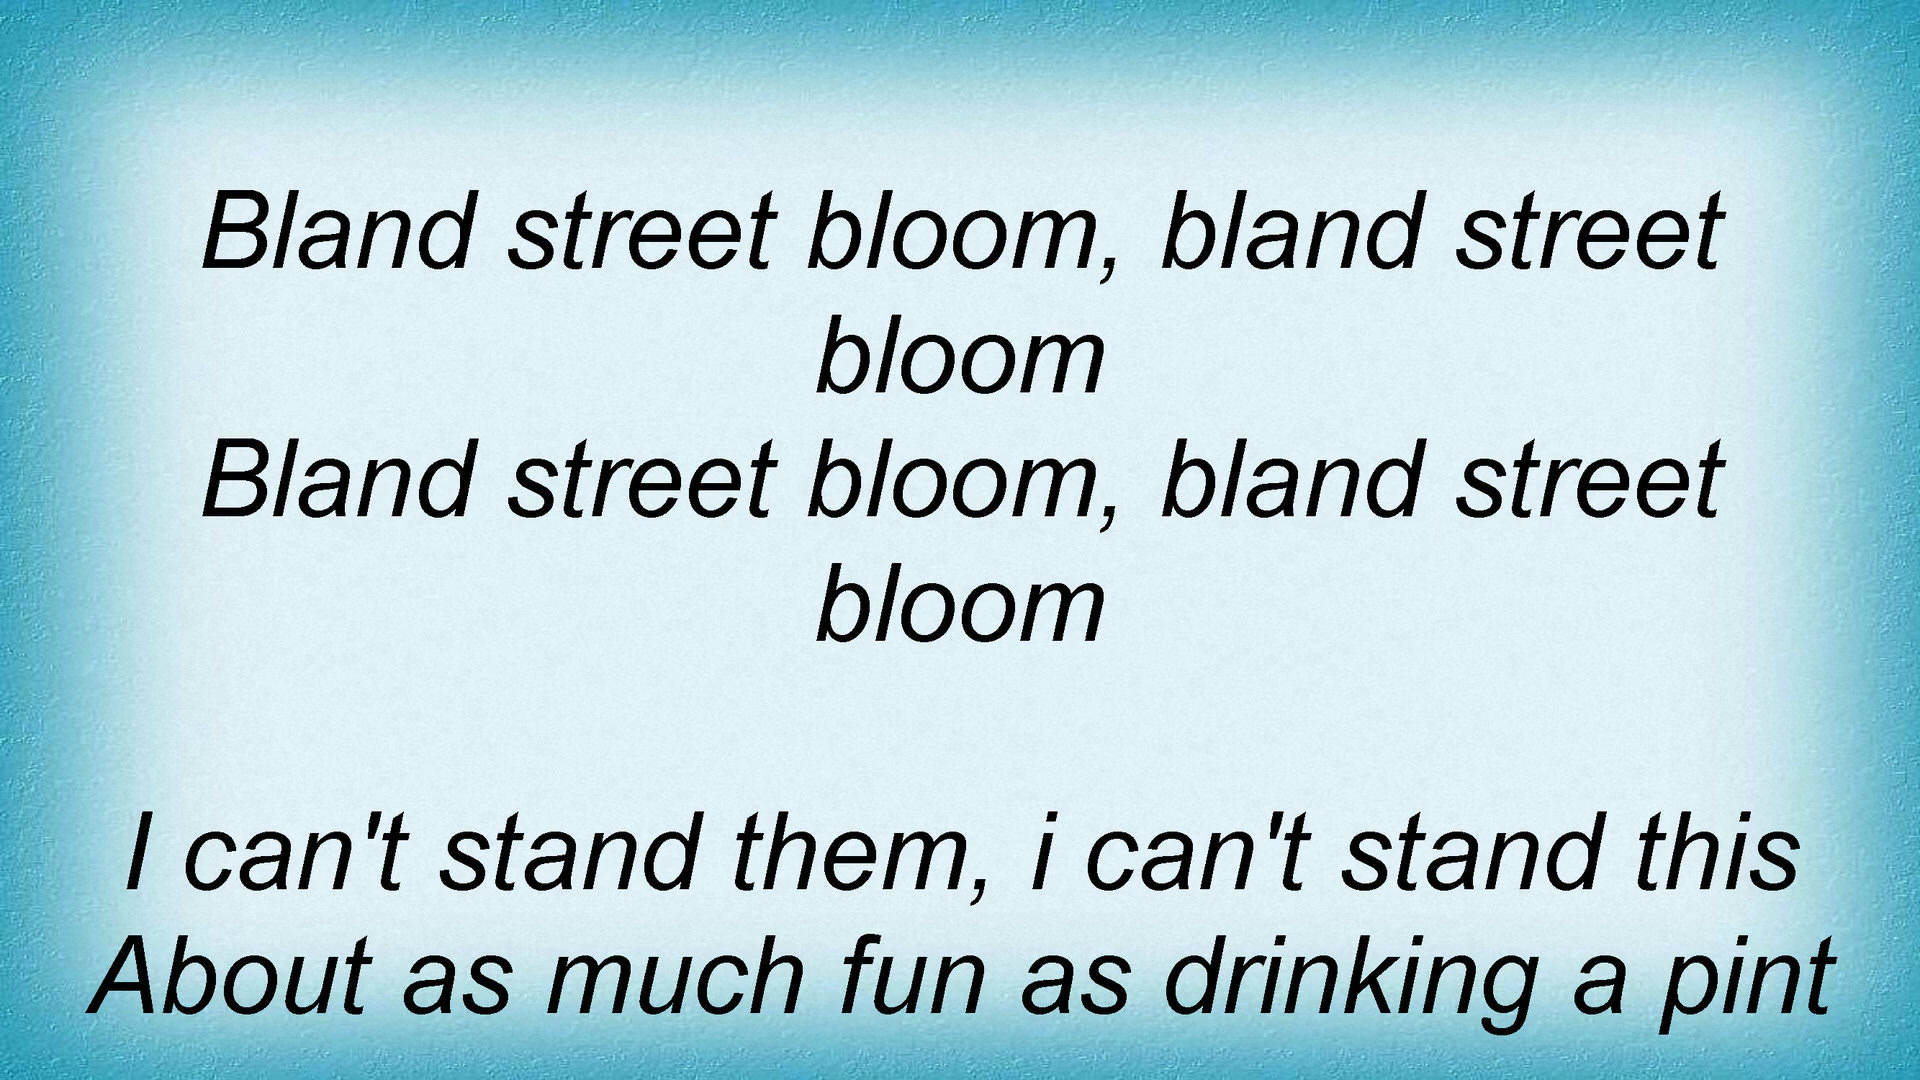 Bland street bloom, bland street
bloom
Bland street bloom, bland street
bloom
I can't stand them, i can't stand this
About as much fun as drinking a pint